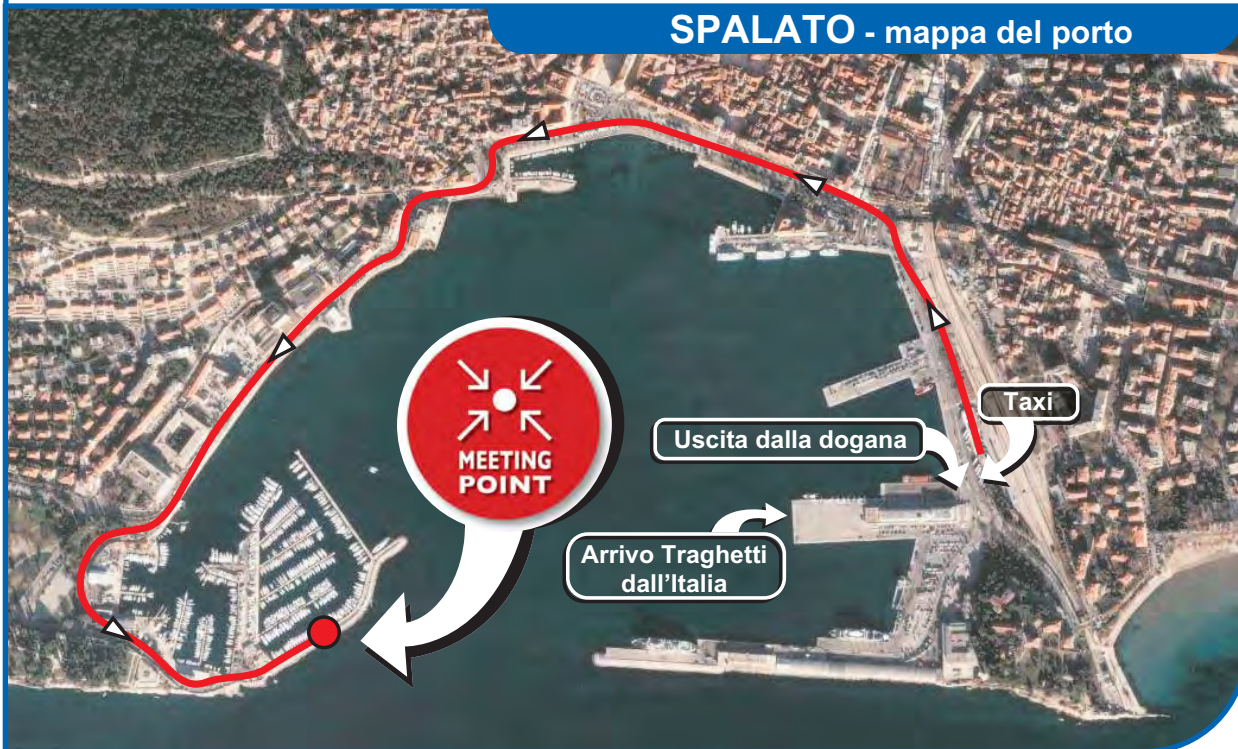 SPALATO - mappa del porto
Taxi
Uscita dalla dogana
MEETING
POINT
Arrivo Traghetti
dall'Italia